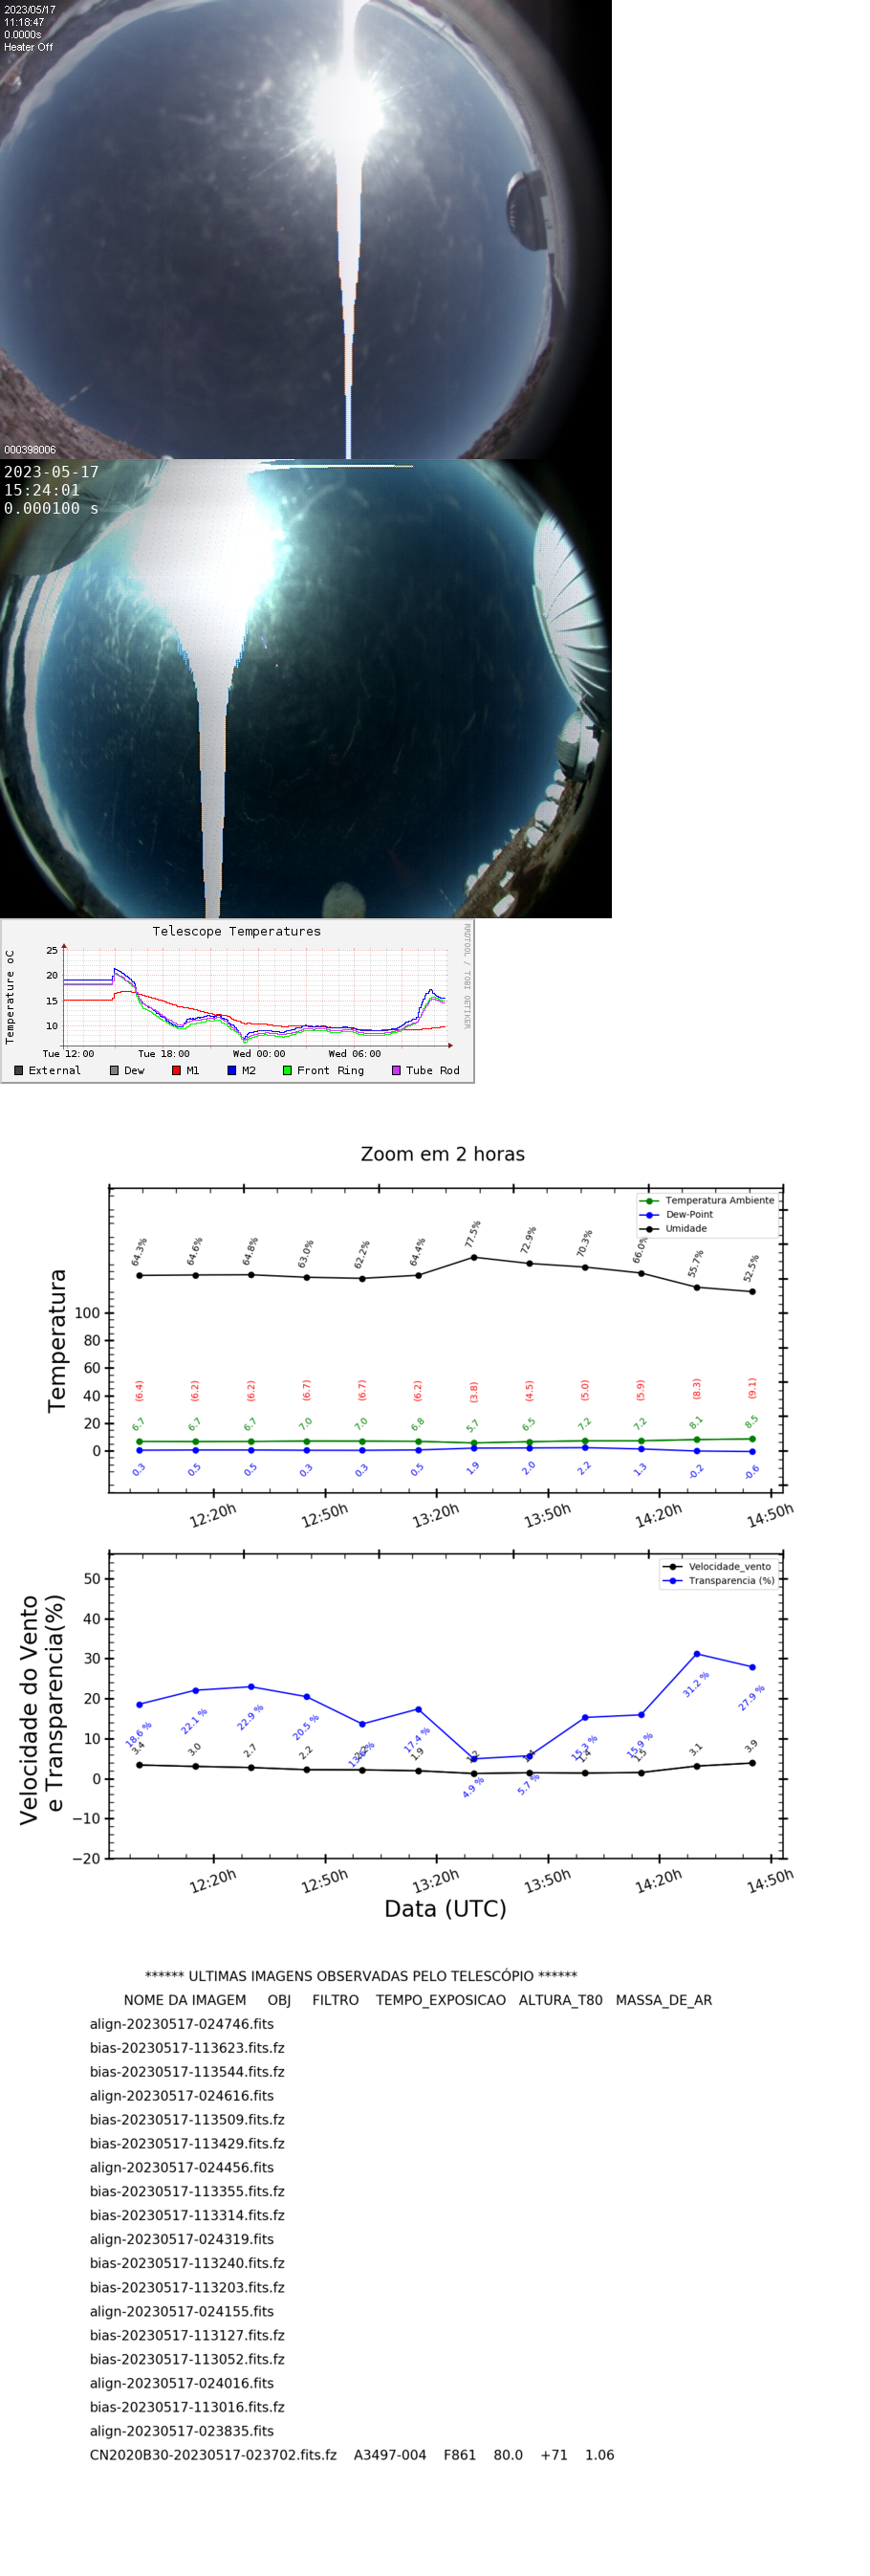 2023/05/17
11:18:47
0.0000s
Heater Off
000398006
2023-05-17
15:24:01
0.000100 s
Telescope Temperatures
RRDTOOL / TOBI OETIKER
Temperature oC
25
20
15
10
Tue 12:00 Tue 18:00 Wed 00:00 Wed 06:00
External Dew M1 M2 Front Ring Tube Rod
Zoom em 2 horas
Temperatura Ambiente
Dew-Point
Umidade
64.3% 64.6% 64.8% 63.0% 62.2% 64.4% 77.5% 72.9% 70.3% 66.0% 55.7% 52.5%
Temperatura
100
80
60
40
20
0
(6.4) (6.2) (6.2) (6.7) (6.7) (6.2) (3.8) (4.5) (5.0) (5.9) (8.3) (9.1)
6.7 6.7 6.7 7.0 7.0 6.8 5.7 6.5 7.2 7.2 8.1 8.5
0.3 0.5 0.5 0.3 0.3 0.5 1.9 2.0 2.2 1.3 -0.2 -0.6
12:20h 12:50h 13:20h 13:50h 14:20h 14:50h
Velocidade_vento
Transparencia (%)
Velocidade do Vento
e Transparencia(%)
50
40
30
20
10
0
−10
−20
18.6 % 22.1 % 22.9 % 20.5 % 17.4 % 4.9 % 5.7 % 15.3 % 15.9 % 31.2 % 27.9 %
3.4 3.0 2.7 2.2 1.9 3.1 3.9
12:20h 12:50h 13:20h 13:50h 14:20h 14:50h
Data (UTC)
****** ULTIMAS IMAGENS OBSERVADAS PELO TELESCÓPIO ******
NOME DA IMAGEM OBJ FILTRO TEMPO_EXPOSICAO ALTURA_T80 MASSA_DE_AR
align-20230517-024746.fits
bias-20230517-113623.fits.fz
bias-20230517-113544.fits.fz
align-20230517-024616.fits
bias-20230517-113509.fits.fz
bias-20230517-113429.fits.fz
align-20230517-024456.fits
bias-20230517-113355.fits.fz
bias-20230517-113314.fits.fz
align-20230517-024319.fits
bias-20230517-113240.fits.fz
bias-20230517-113203.fits.fz
align-20230517-024155.fits
bias-20230517-113127.fits.fz
bias-20230517-113052.fits.fz
align-20230517-024016.fits
bias-20230517-113016.fits.fz
align-20230517-023835.fits
CN2020B30-20230517-023702.fits.fz A3497-004 F861 80.0 +71 1.06